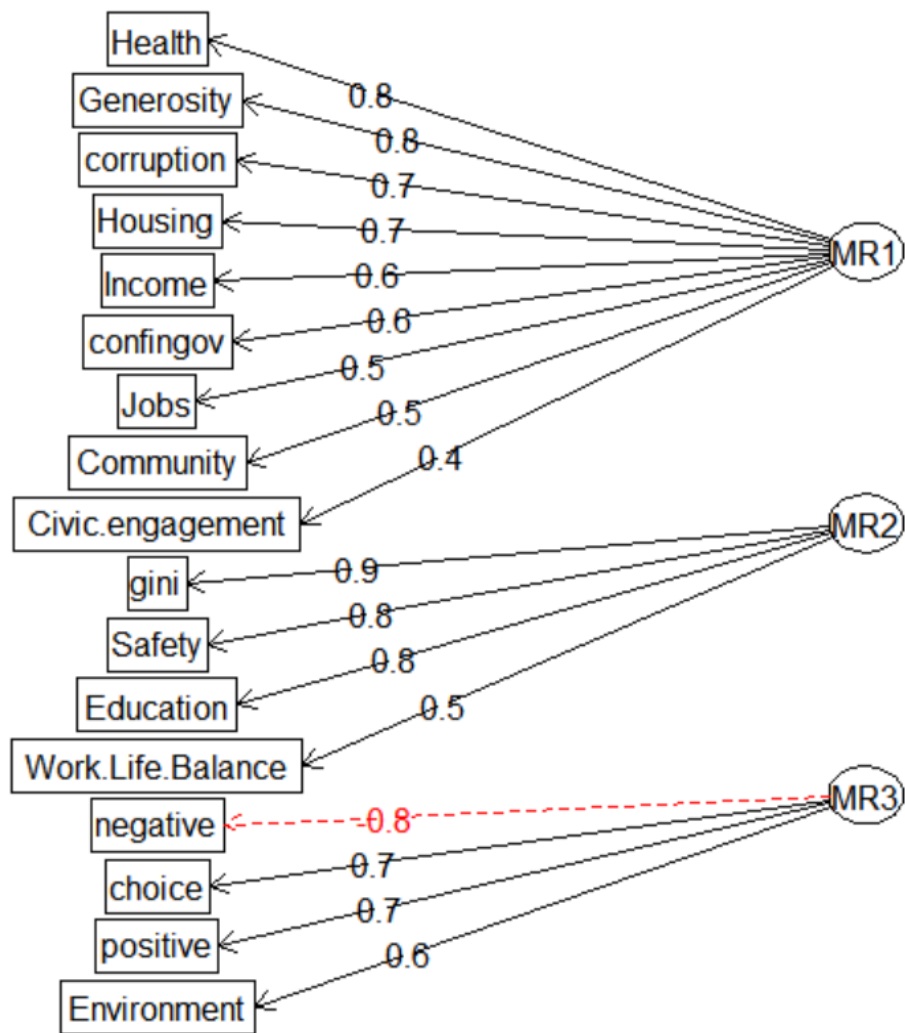 Health
0.8
Generosity
0.8
corruption
0.7
Housing
0.7
MR1
Income
0.6
confingov
0.6
Jobs
0.5
Community
0.5
Civic.engagement
0.4
MR2
gini
0.9
Safety
0.8
Education
0.8
Work.Life.Balance
0.5
negative
-0.8
MR3
choice
0.7
positive
0.7
Environment
0.6